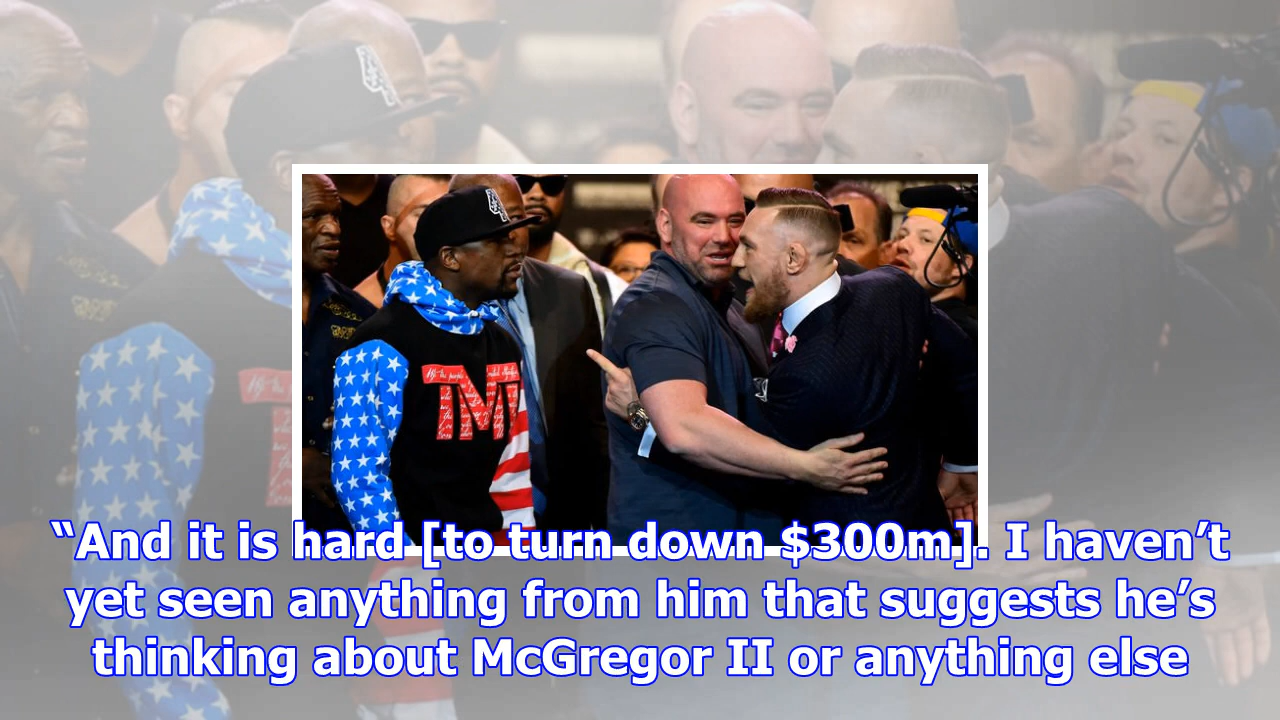 TMT
“And it is hard [to turn down $300m]. I haven’t
yet seen anything from him that suggests he’s
thinking about McGregor II or anything else